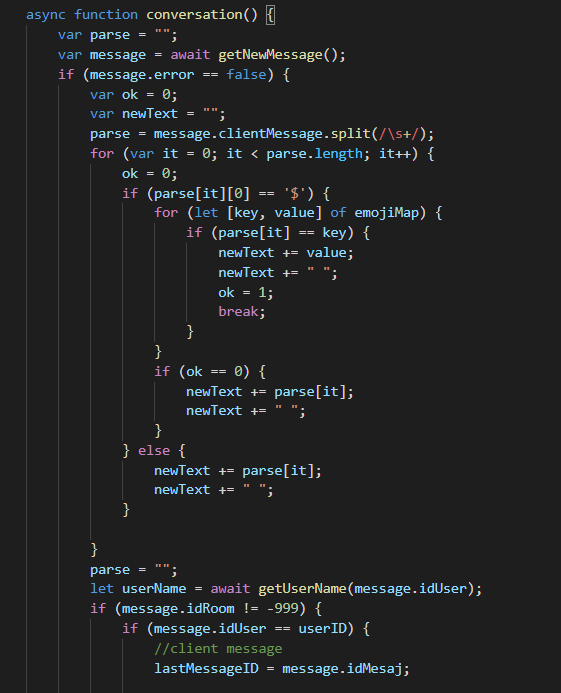 async function conversation() {
    var parse = "";
    var message = await getNewMessage();
    if (message.error == false) {
        var ok = 0;
        var newText = "";
        parse = message.clientMessage.split(/\s+/);
        for (var it = 0; it < parse.length; it++) {
            ok = 0;
            if (parse[it][0] == '$') {
                for (let [key, value] of emojiMap) {
                    if (parse[it] == key) {
                        newText += value;
                        newText += " ";
                        ok = 1;
                        break;
                    }
                }
                if (ok == 0) {
                    newText += parse[it];
                    newText += " ";
                }
            } else {
                newText += parse[it];
                newText += " ";
            }

        }
        parse = "";
        let userName = await getUserName(message.idUser);
        if (message.idRoom != -999) {
            if (message.idUser == userID) {
                //client message
                lastMessageID = message.idMesaj;